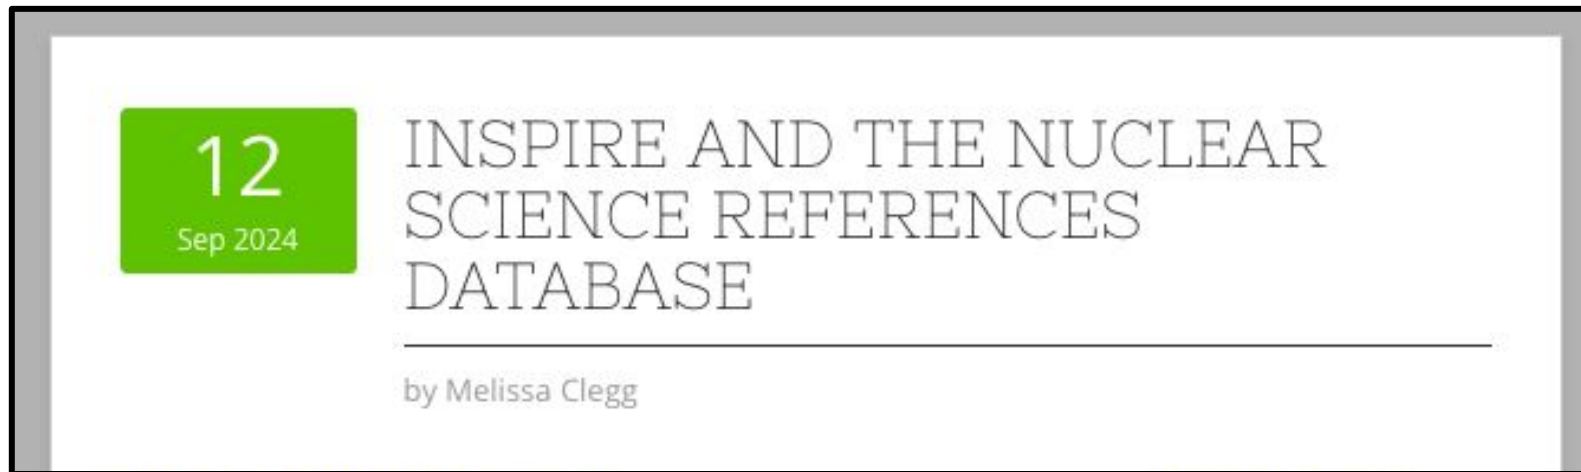 12
Sep 2024
INSPIRE AND THE NUCLEAR
SCIENCE REFERENCES
DATABASE
by Melissa Clegg